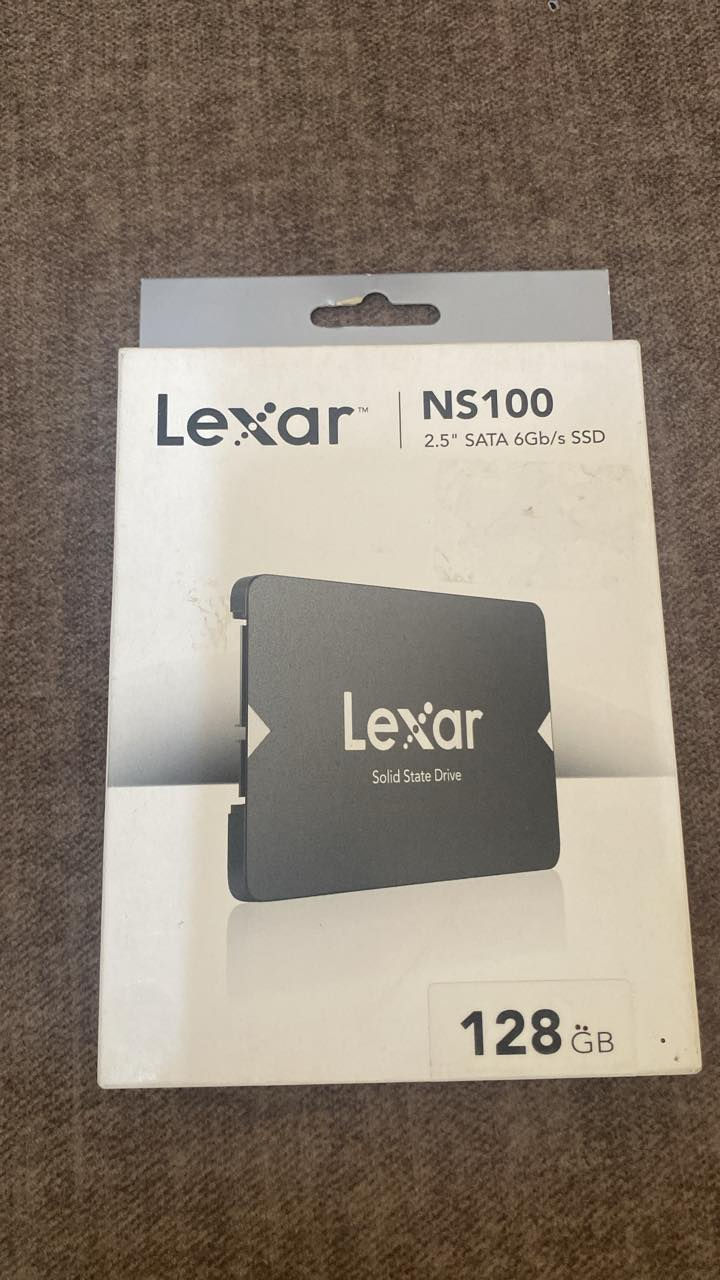 Lexar™
NS100
2.5" SATA 6Gb/s SSD
Lexar
Solid State Drive
128 GB